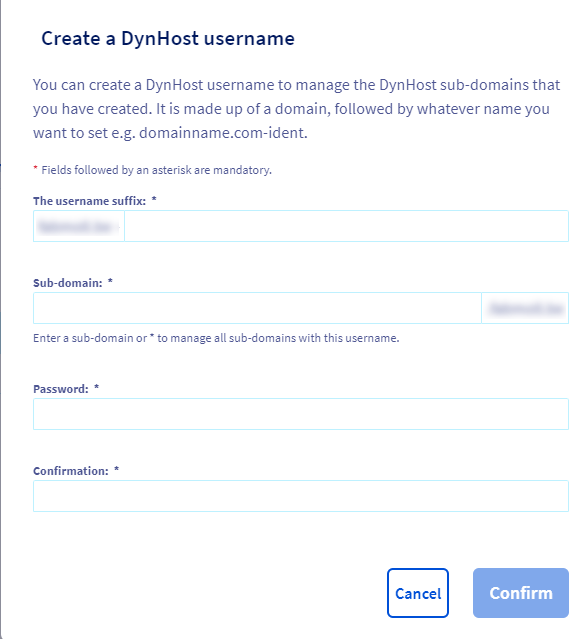 Create a DynHost username
You can create a DynHost username to manage the DynHost sub-domains that
you have created. It is made up of a domain, followed by whatever name you
want to set e.g. domainname.com-ident.
* Fields followed by an asterisk are mandatory.
The username suffix: *
Sub-domain: *
Enter a sub-domain or * to manage all sub-domains with this username.
Password: *
Confirmation: *
Cancel
Confirm